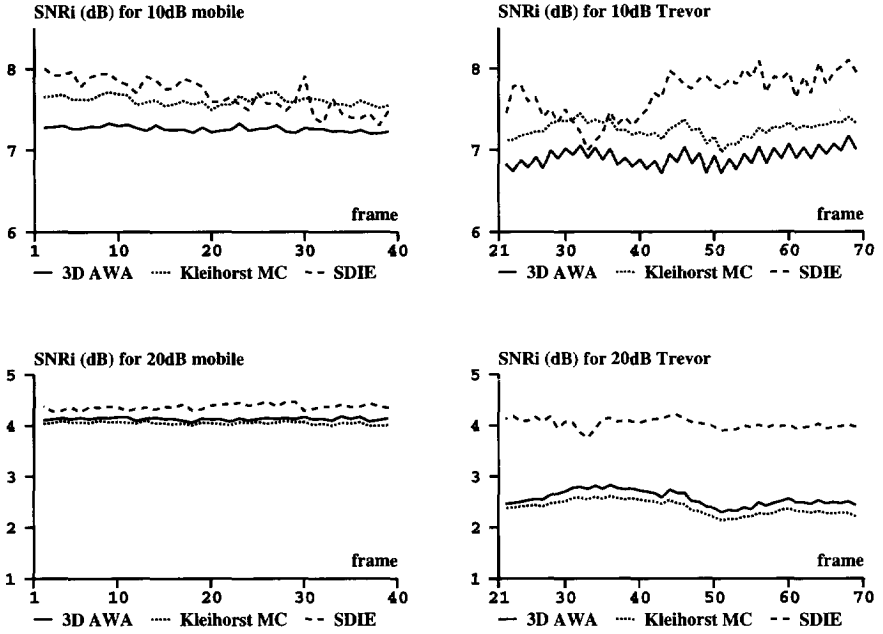 SNRi (dB) for 10dB mobile
8
7
6
1 10 20 30 40
frame
3D AWA Kleihorst MC SDIE
SNRi (dB) for 10dB Trevor
8
7
6
21 30 40 50 60 70
frame
3D AWA Kleihorst MC SDIE
SNRi (dB) for 20dB mobile
5
4
3
2
1
1 10 20 30 40
frame
3D AWA Kleihorst MC SDIE
SNRi (dB) for 20dB Trevor
5
4
3
2
1
21 30 40 50 60 70
frame
3D AWA Kleihorst MC SDIE